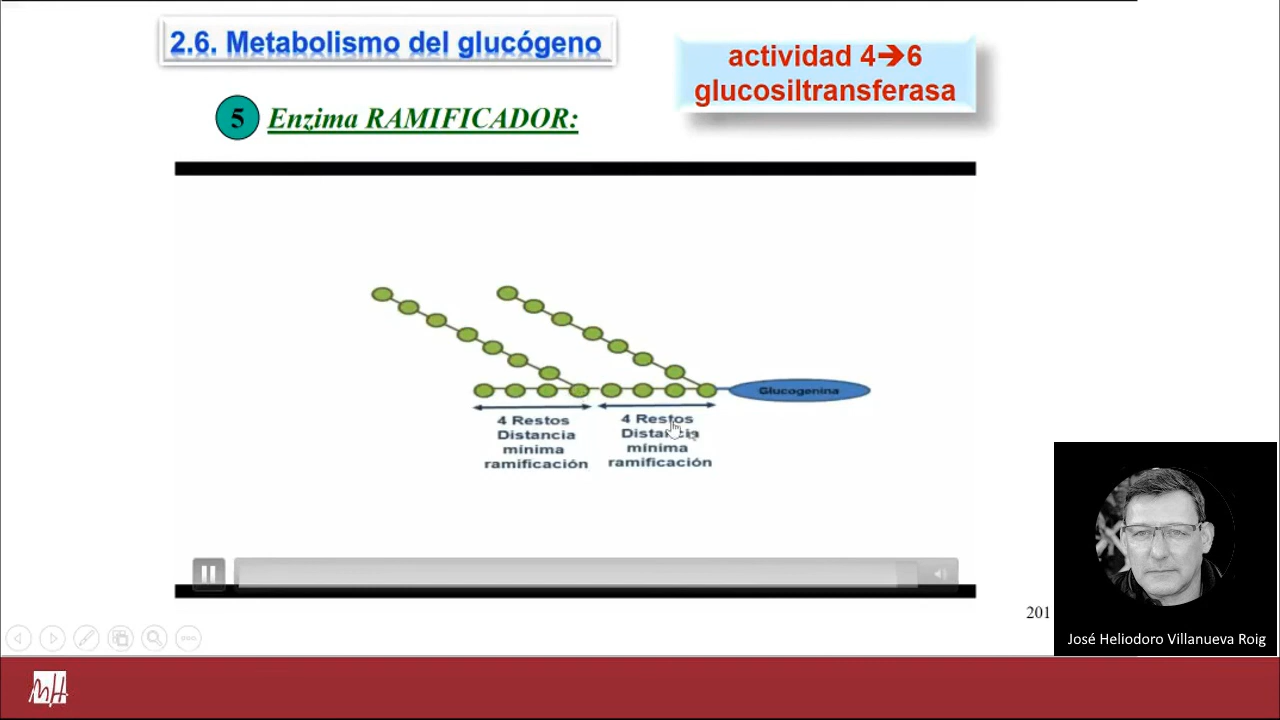 2.6. Metabolismo del glucógeno
actividad 4➔6
glucosiltransferasa
5 Enzima RAMIFICADOR:
Glucogenina
4 Restos
Distancia
mínima
ramificación
4 Restos
Distancia
mínima
ramificación
201
José Heliodoro Villanueva Roig